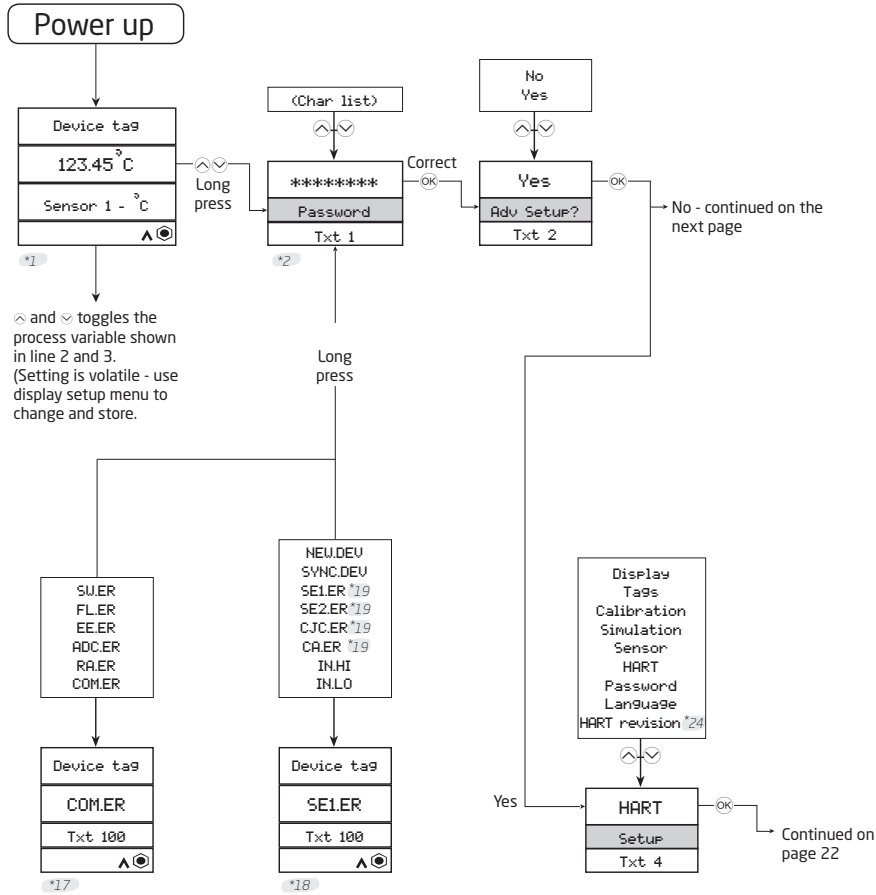 Power up
Device tag
123.45°C
Sensor 1 - °C
*1
Long
press
(Char list)
********
Password
Txt 1
*2
Correct
OK
No
Yes
Yes
Adv Setup?
Txt 2
OK
No - continued on the
next page
and toggles the
process variable shown
in line 2 and 3.
(Setting is volatile - use
display setup menu to
change and store.
Long
press
SW.ER
FL.ER
EE.ER
ADC.ER
RA.ER
COM.ER
Device tag
COM.ER
Txt 100
*17
NEW.DEV
SYNC.DEV
SE1.ER *19
SE2.ER *19
CJC.ER *19
CA.ER *19
IN.HI
IN.LO
Device tag
SE1.ER
Txt 100
*18
Display
Tags
Calibration
Simulation
Sensor
HART
Password
Language
HART revision *24
Yes
HART
Setup
Txt 4
OK
Continued on
page 22